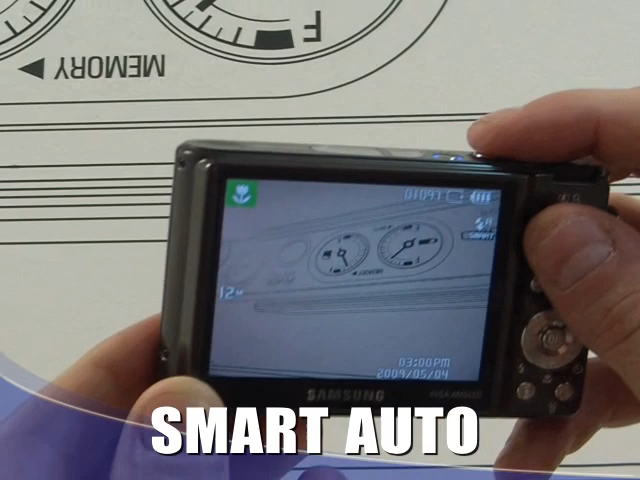 F
MEMORY
01097
SMART
12M
03:00PM
2009/05/04
SAMSUNG
SMART AUTO